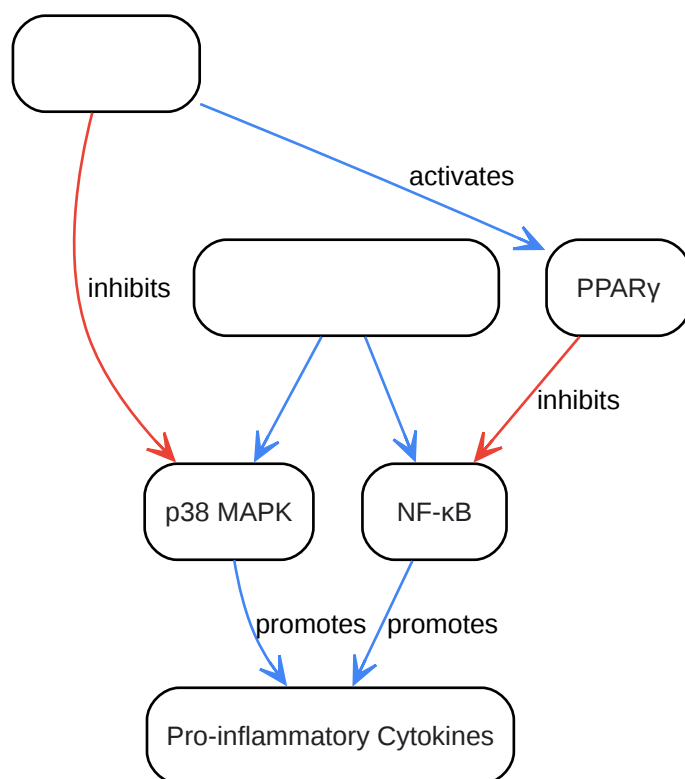 activates
PPARγ
inhibits
inhibits
p38 MAPK
NF-κB
promotes
promotes
Pro-inflammatory Cytokines